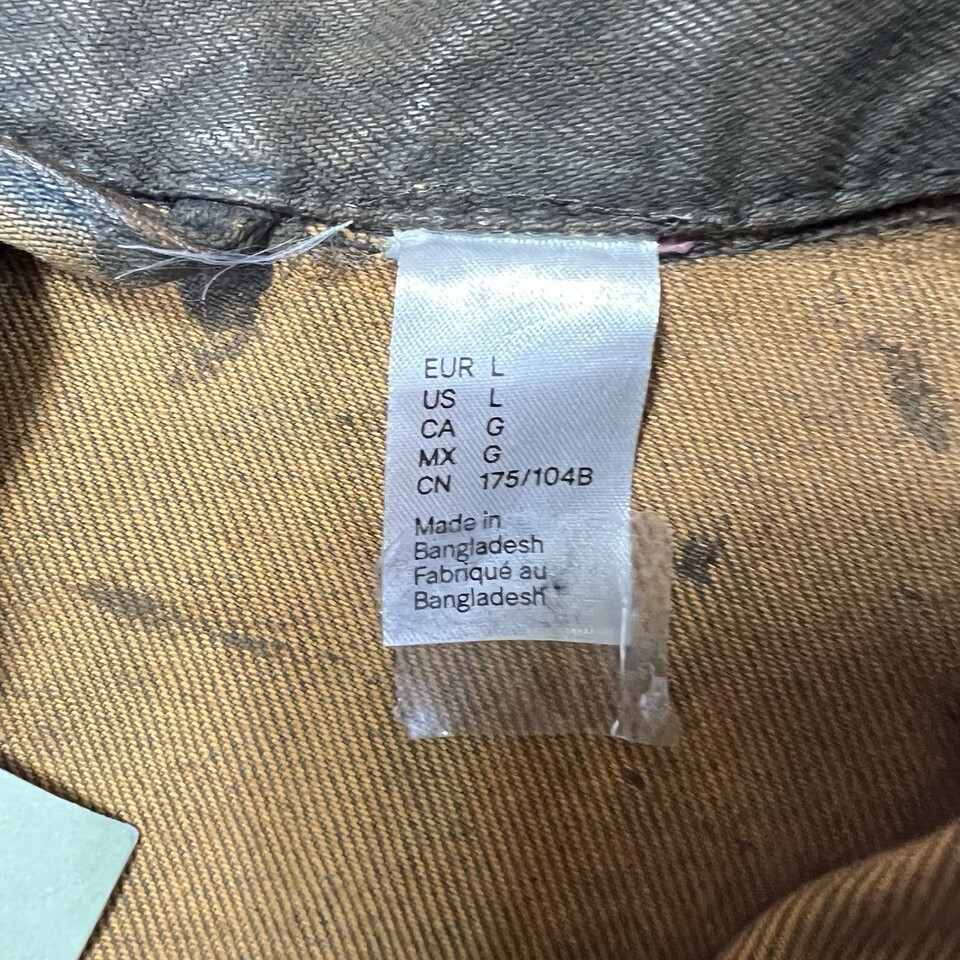 EUR L
US L
CA G
MX G
CN 175/104B
Made in
Bangladesh
Fabriqué au
Bangladesh